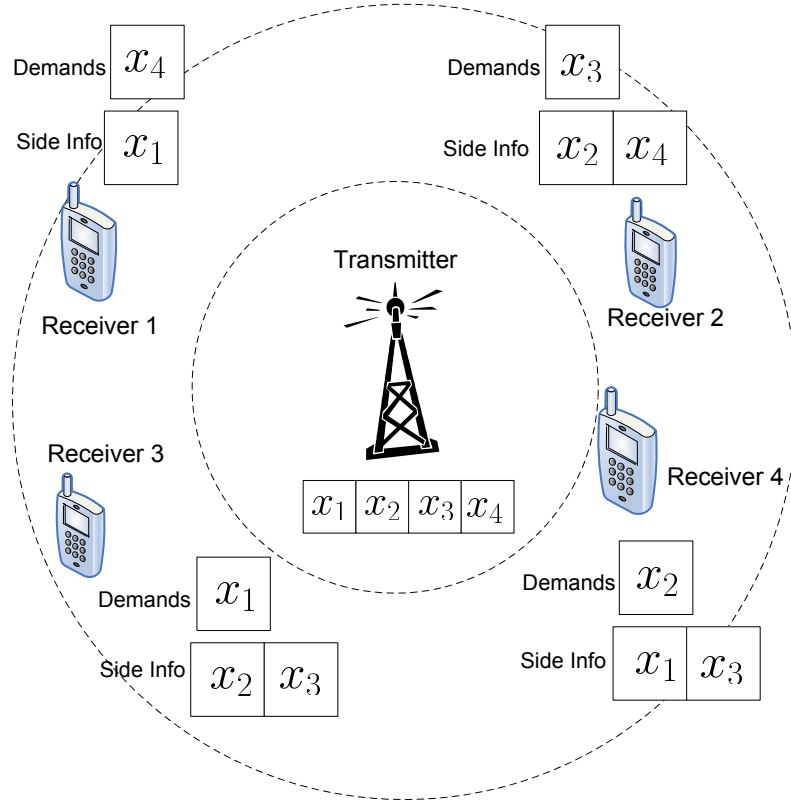 Demands x₄
Side Info x₁
Receiver 1
Demands x₃
Side Info x₂ x₄
Receiver 2
Transmitter
x₁ x₂ x₃ x₄
Receiver 3
Demands x₁
Side Info x₂ x₃
Receiver 4
Demands x₂
Side Info x₁ x₃